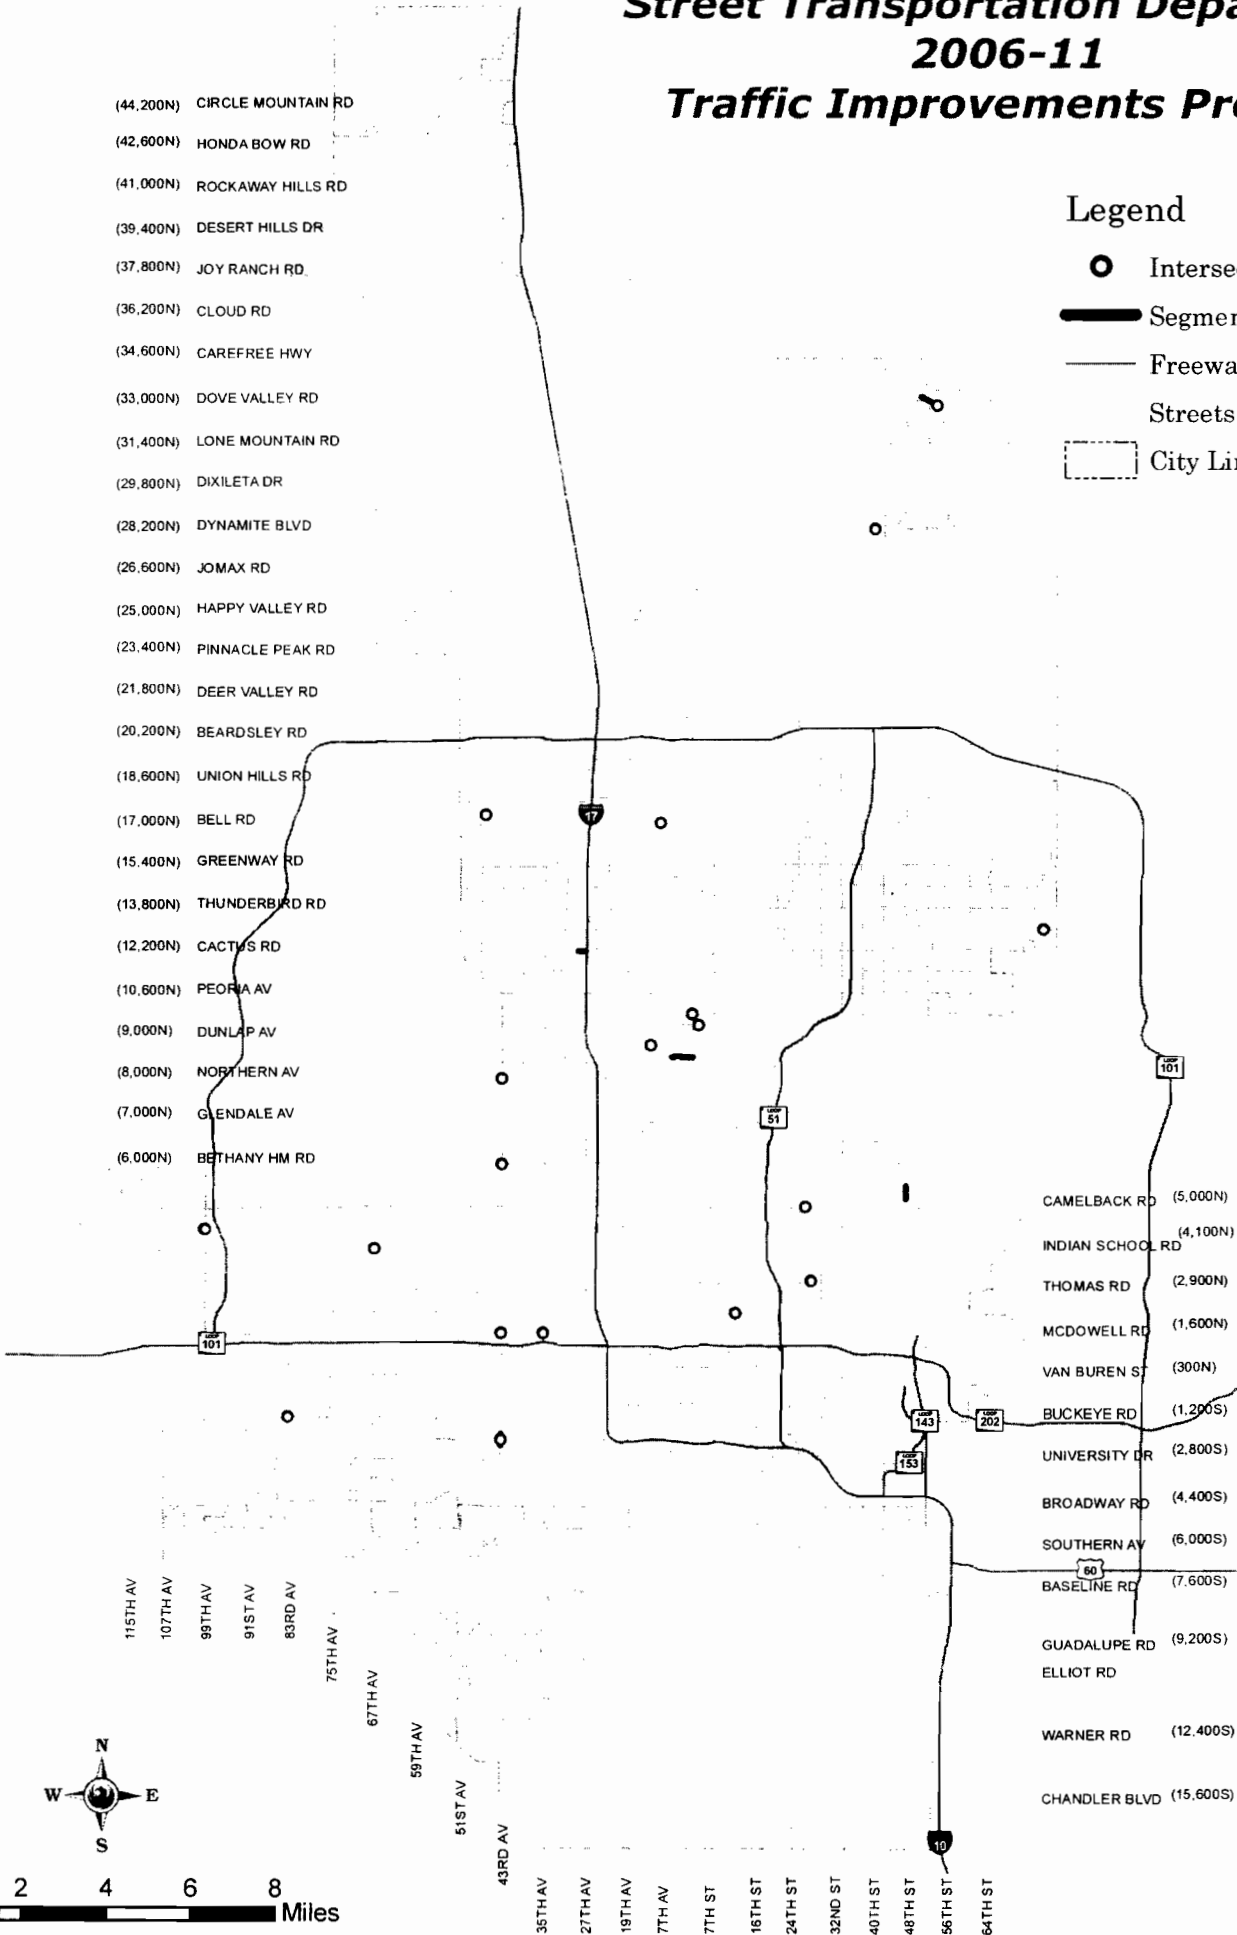 Street Transportation Depa
2006-11
Traffic Improvements Pro
Legend
Interse
Segme
Freewa
Streets
City Li
(44,200N) CIRCLE MOUNTAIN RD
(42,600N) HONDA BOW RD
(41,000N) ROCKAWAY HILLS RD
(39,400N) DESERT HILLS DR
(37,800N) JOY RANCH RD
(36,200N) CLOUD RD
(34,600N) CAREFREE HWY
(33,000N) DOVE VALLEY RD
(31,400N) LONE MOUNTAIN RD
(29,800N) DIXILETA DR
(28,200N) DYNAMITE BLVD
(26,600N) JOMAX RD
(25,000N) HAPPY VALLEY RD
(23,400N) PINNACLE PEAK RD
(21,800N) DEER VALLEY RD
(20,200N) BEARDSLEY RD
(18,600N) UNION HILLS RD
(17,000N) BELL RD
(15,400N) GREENWAY RD
(13,800N) THUNDERBIRD RD
(12,200N) CACTUS RD
(10,600N) PEORIA AV
(9,000N) DUNLAP AV
(8,000N) NORTHERN AV
(7,000N) GLENDALE AV
(6,000N) BETHANY HM RD
17
LOOP
101
LOOP
51
CAMELBACK RD (5,000N)
INDIAN SCHOOL RD (4,100N)
THOMAS RD (2,900N)
MCDOWELL RD (1,600N)
VAN BUREN ST (300N)
BUCKEYE RD (1,200S)
UNIVERSITY DR (2,800S)
BROADWAY RD (4,400S)
SOUTHERN AV (6,000S)
BASELINE RD (7,600S)
GUADALUPE RD (9,200S)
ELLIOT RD
WARNER RD (12,400S)
CHANDLER BLVD (15,600S)
LOOP
101
LOOP
143
LOOP
202
LOOP
153
60
10
115TH AV
107TH AV
99TH AV
91ST AV
83RD AV
75TH AV
67TH AV
59TH AV
51ST AV
43RD AV
35TH AV
27TH AV
19TH AV
7TH AV
7TH ST
16TH ST
24TH ST
32ND ST
40TH ST
48TH ST
56TH ST
64TH ST
N
W E
S
2 4 6 8
Miles